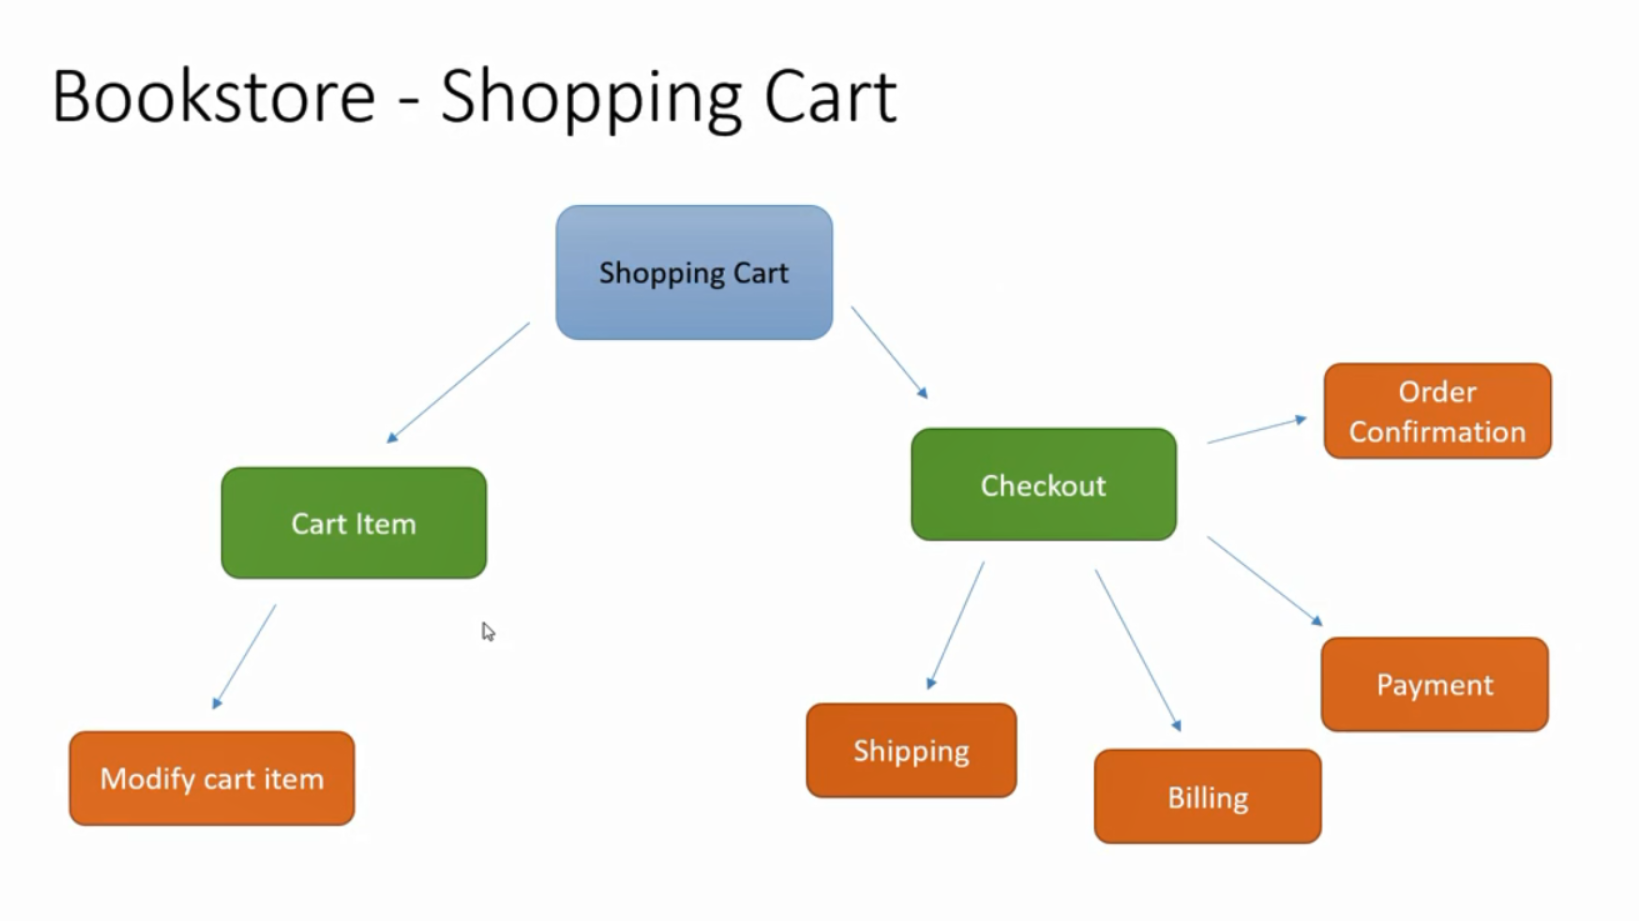 Bookstore - Shopping Cart
Shopping Cart
Order
Confirmation
Checkout
Cart Item
Payment
Shipping
Modify cart item
Billing